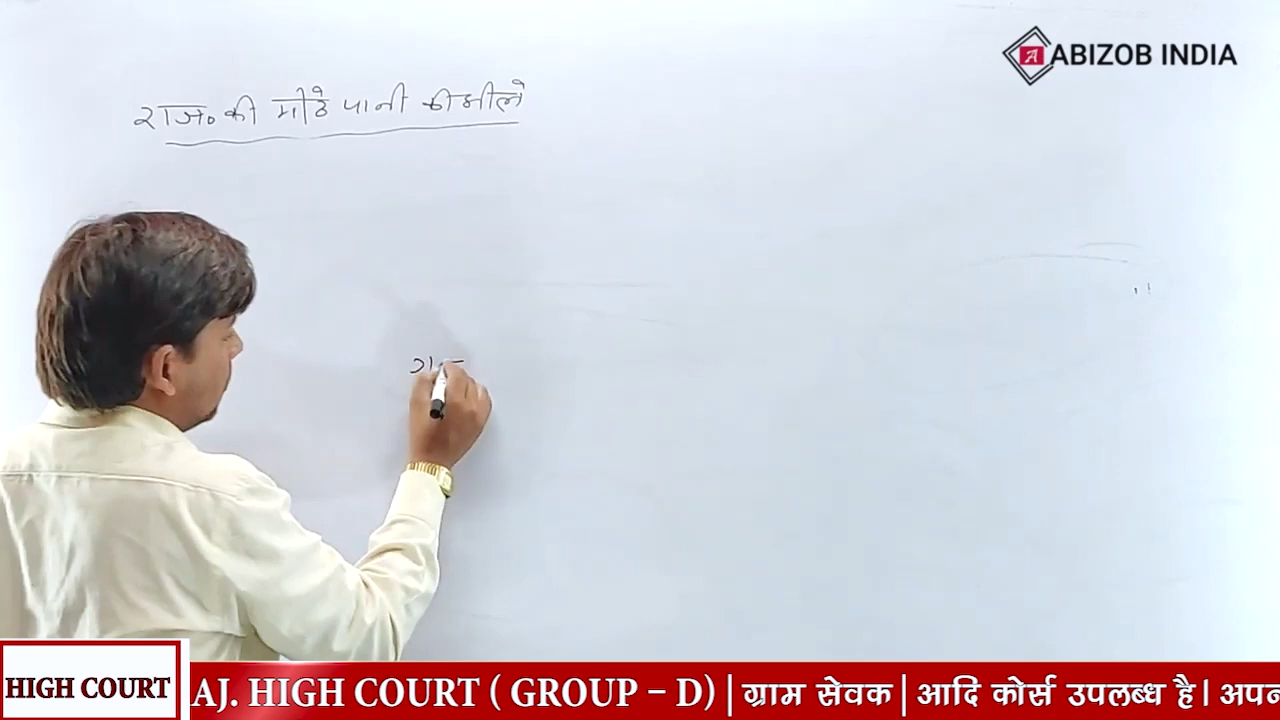 ABIZOB INDIA
राज० की मीठे पानी की झीले
HIGH COURT
AJ. HIGH COURT ( GROUP – D) | ग्राम सेवक | आदि कोर्स उपलब्ध है। अपन